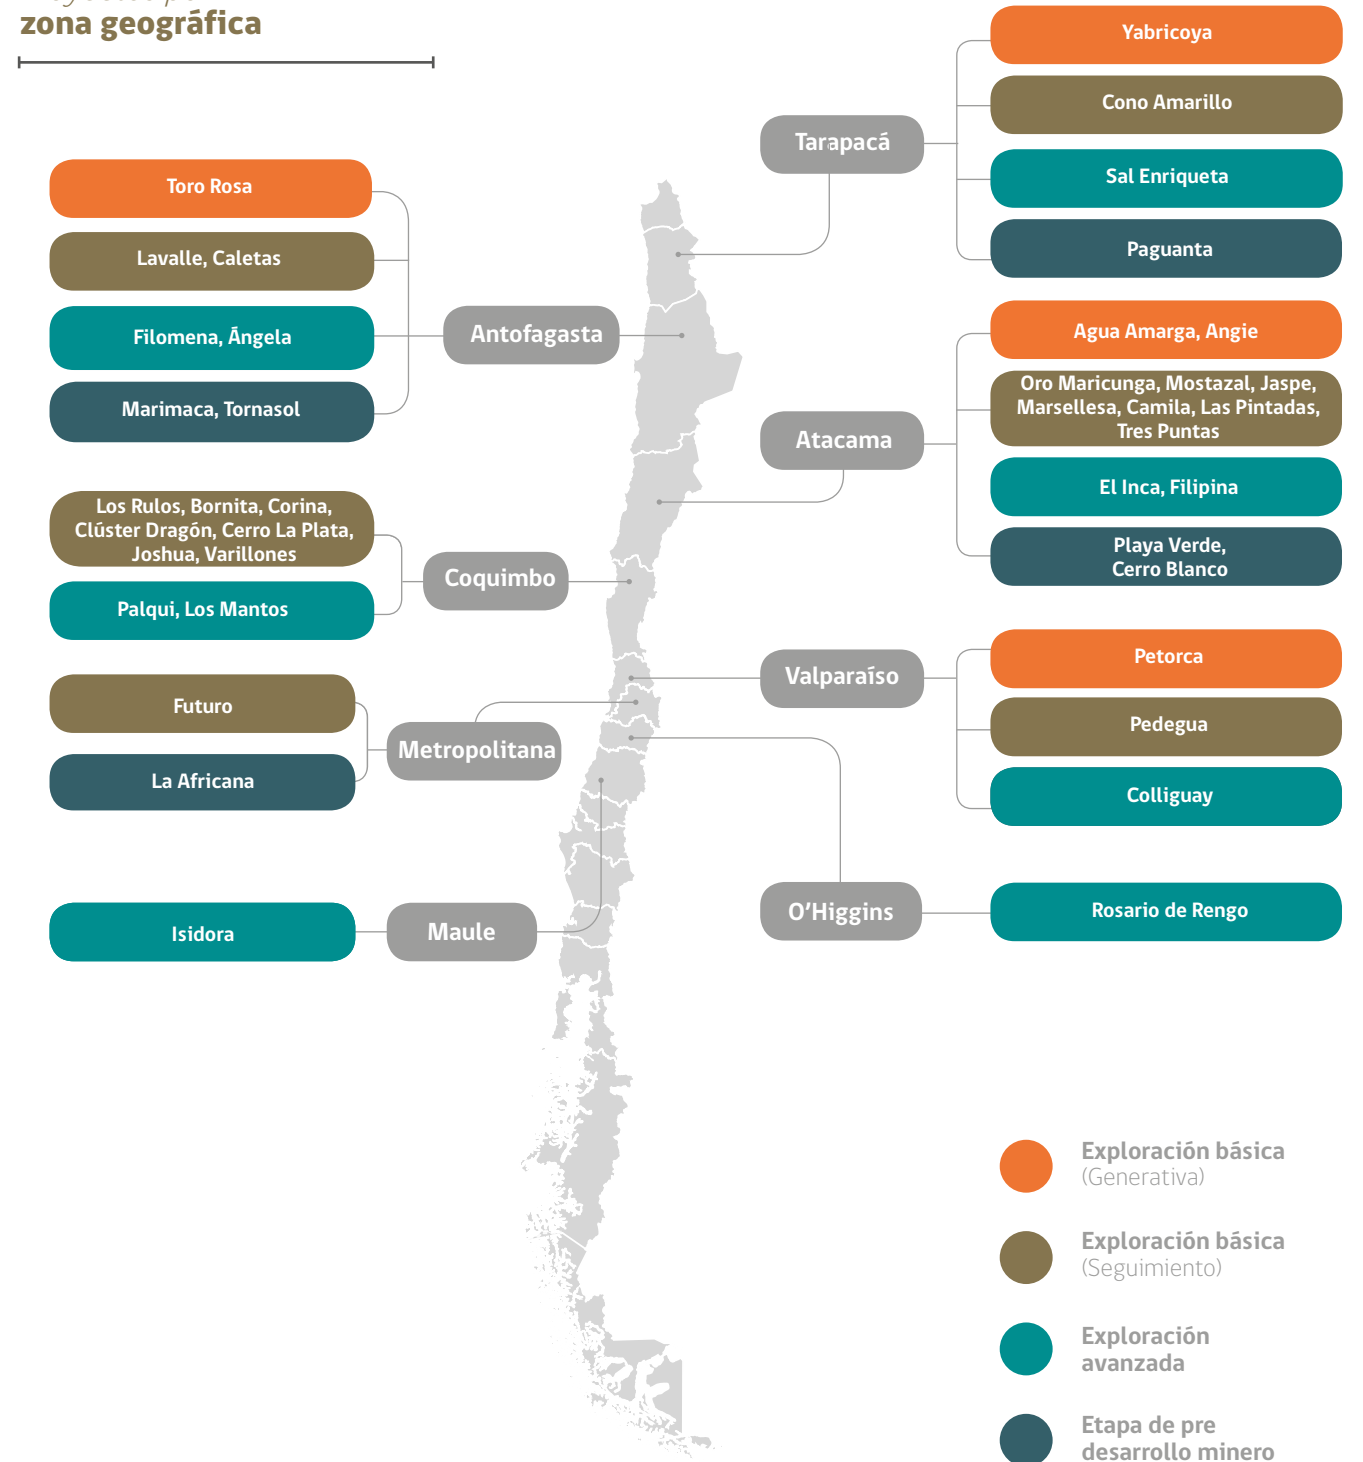 zona geográfica
Toro Rosa
Lavalle, Caletas
Filomena, Ángela
Marimaca, Tornasol
Antofagasta
Los Rulos, Bornita, Corina,
Clúster Dragón, Cerro La Plata,
Joshua, Varillones
Palqui, Los Mantos
Coquimbo
Futuro
La Africana
Metropolitana
Isidora
Maule
Tarapacá
Yabricoya
Cono Amarillo
Sal Enriqueta
Paguanta
Atacama
Agua Amarga, Angie
Oro Maricunga, Mostazal, Jaspe,
Marsellesa, Camila, Las Pintadas,
Tres Puntas
El Inca, Filipina
Playa Verde,
Cerro Blanco
Valparaíso
Petorca
Pedegua
Colliguay
O’Higgins
Rosario de Rengo
Exploración básica
(Generativa)
Exploración básica
(Seguimiento)
Exploración
avanzada
Etapa de pre
desarrollo minero